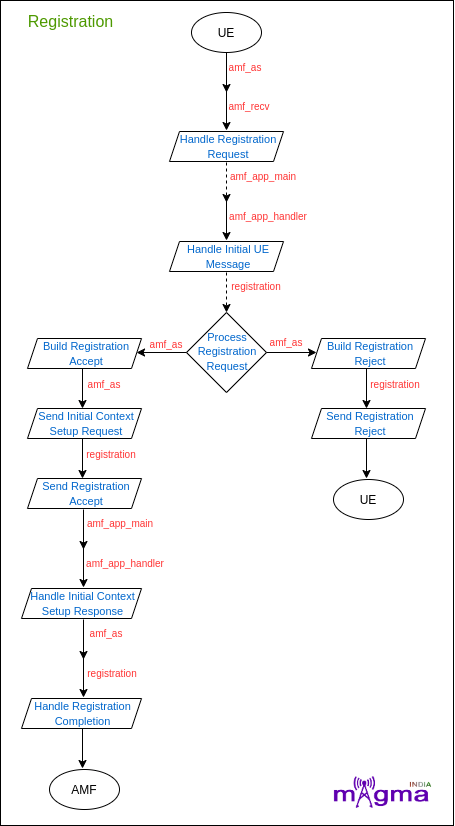 Registration
UE
amf_as
amf_recv
Handle Registration
Request
amf_app_main
amf_app_handler
Handle Initial UE
Message
registration
Process
Registration
Request
amf_as
amf_as
Build Registration
Accept
Build Registration
Reject
amf_as
registration
Send Initial Context
Setup Request
Send Registration
Reject
registration
Send Registration
Accept
UE
amf_app_main
amf_app_handler
Handle Initial Context
Setup Response
amf_as
registration
Handle Registration
Completion
AMF
INDIA
magma